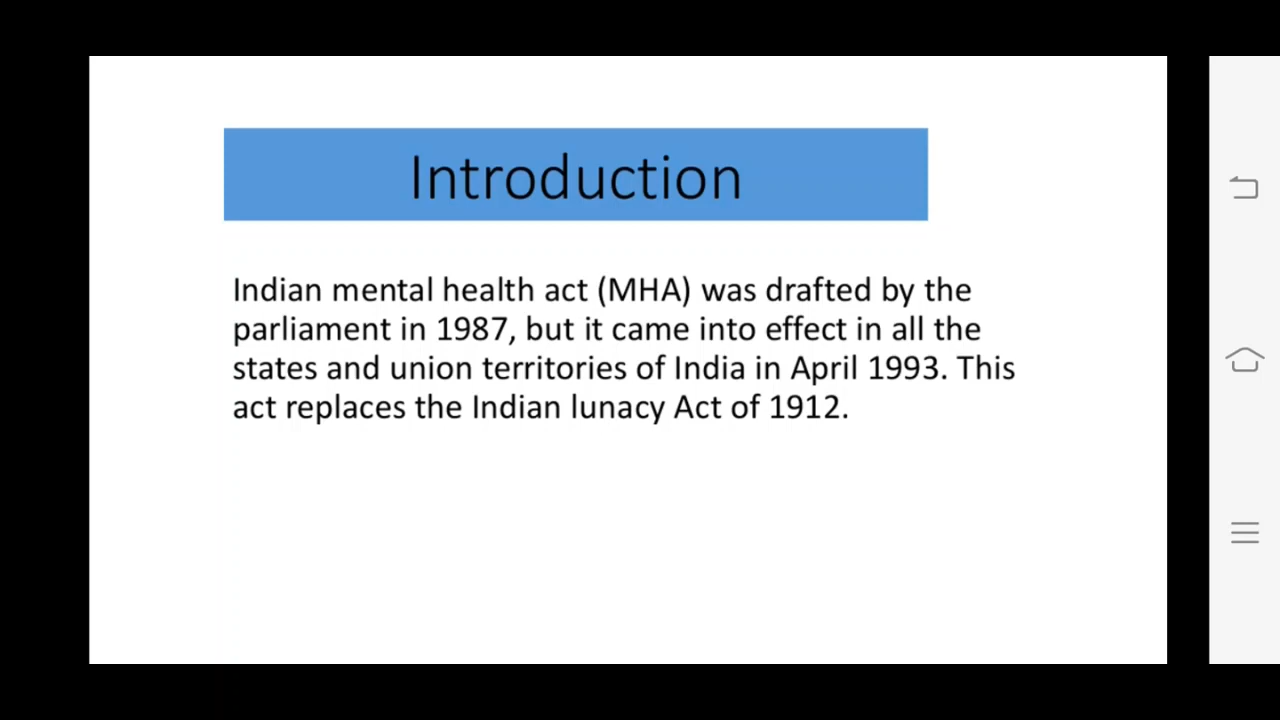 Introduction
Indian mental health act (MHA) was drafted by the
parliament in 1987, but it came into effect in all the
states and union territories of India in April 1993. This
act replaces the Indian lunacy Act of 1912.